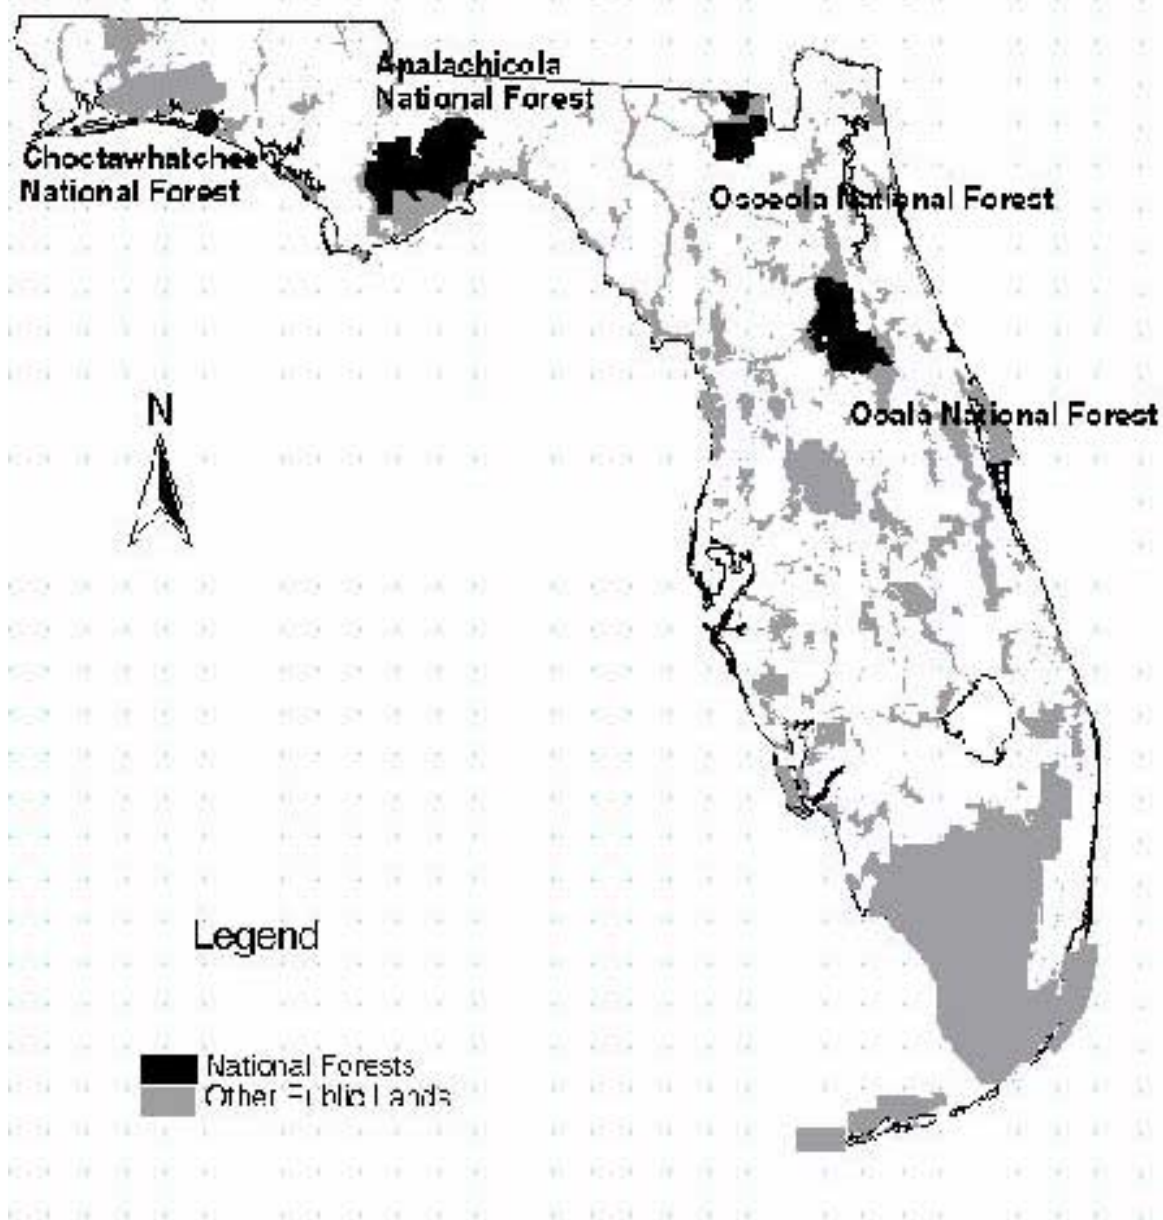 Apalachicola
National Forest
Choctawhatchee
National Forest
Osceola National Forest
N
Ocala National Forest
Legend
National Forests
Other Public Lands